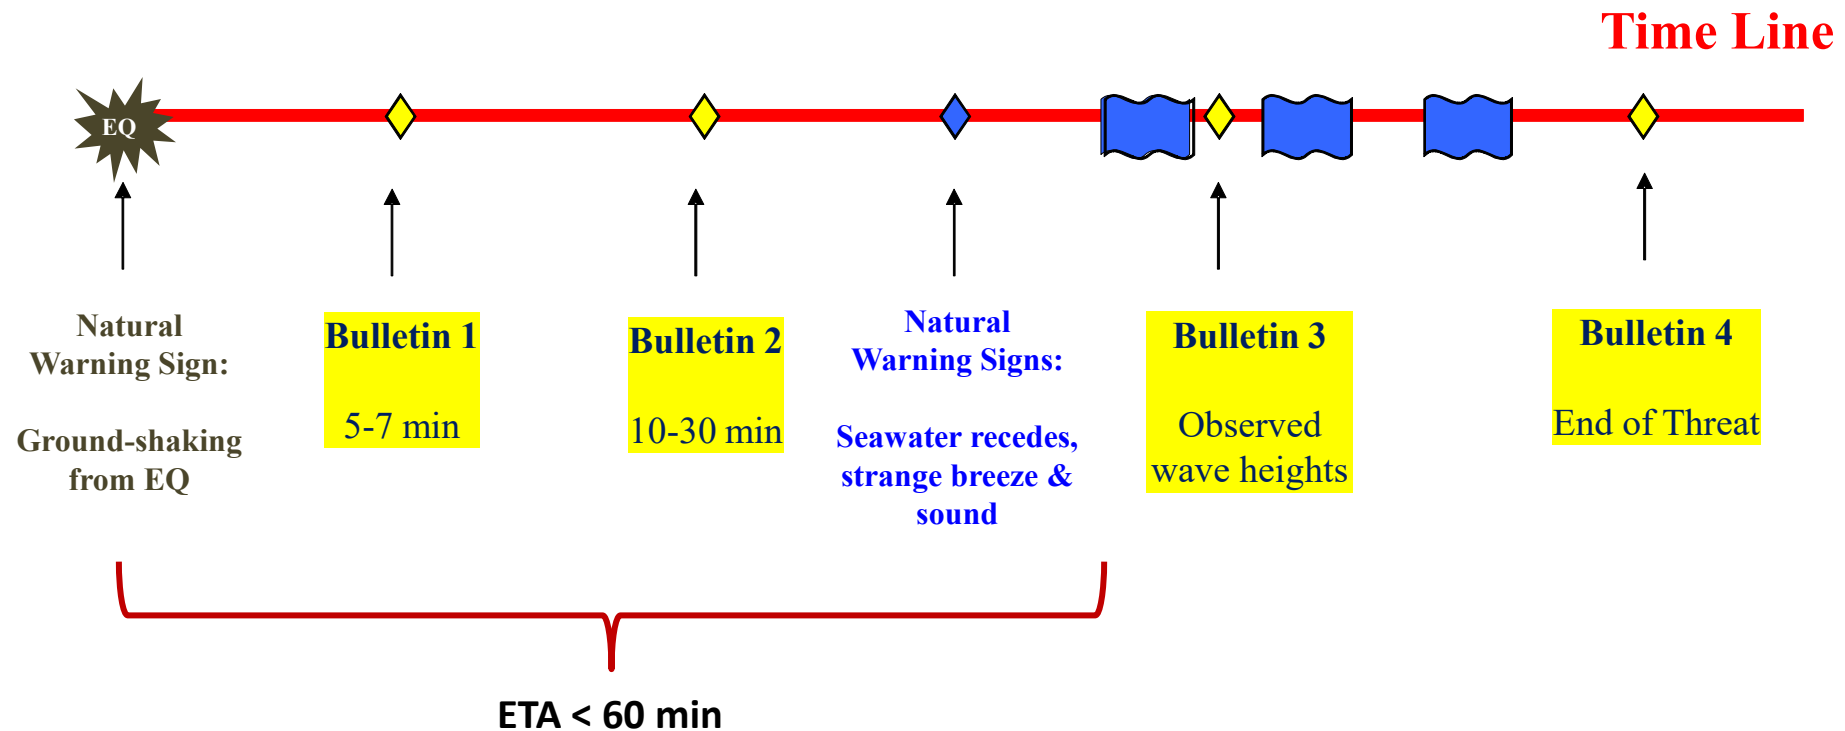 Time Line
EQ
Natural
Warning Sign:
Ground-shaking
from EQ
Bulletin 1
5-7 min
Bulletin 2
10-30 min
Natural
Warning Signs:
Seawater recedes,
strange breeze &
sound
Bulletin 3
Observed
wave heights
Bulletin 4
End of Threat
ETA < 60 min